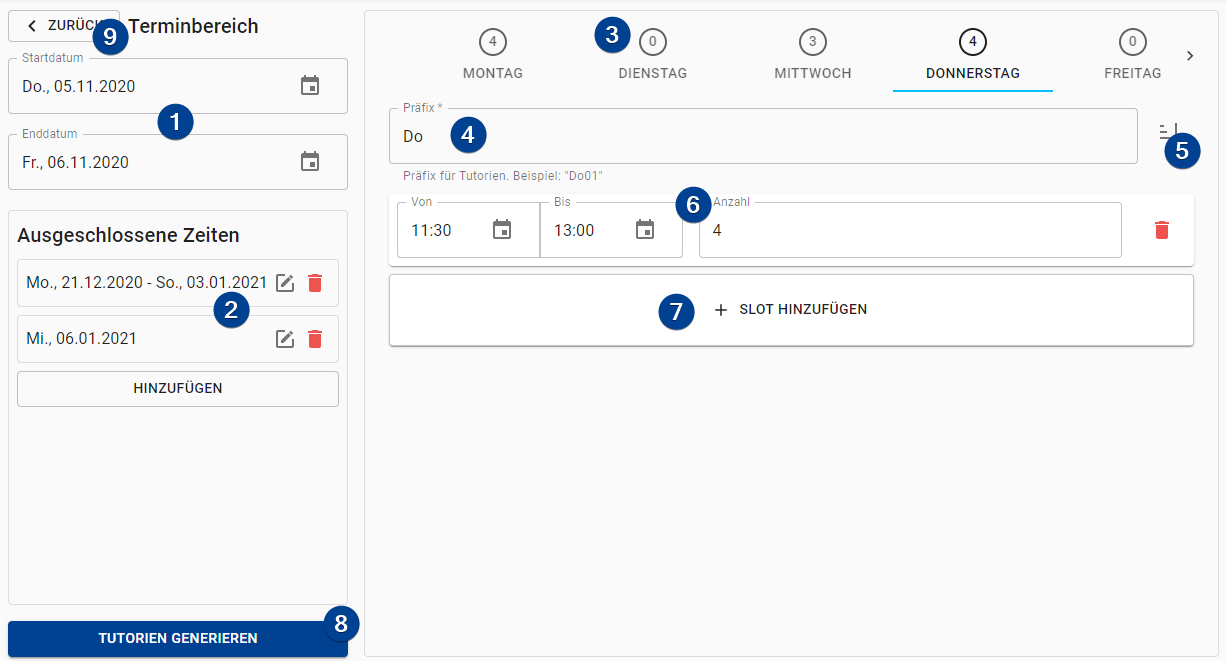 ZURÜCK
9
Terminbereich
Startdatum
Do., 05.11.2020
1
Enddatum
Fr., 06.11.2020
Ausgeschlossene Zeiten
Mo., 21.12.2020 - So., 03.01.2021
2
Mi., 06.01.2021
HINZUFÜGEN
TUTORIEN GENERIEREN
8
4
MONTAG
3
0
DIENSTAG
3
MITTWOCH
4
DONNERSTAG
0
FREITAG
Präfix *
Do
4
5
Präfix für Tutorien. Beispiel: "Do01"
Von
11:30
Bis
13:00
6
Anzahl
4
7
SLOT HINZUFÜGEN